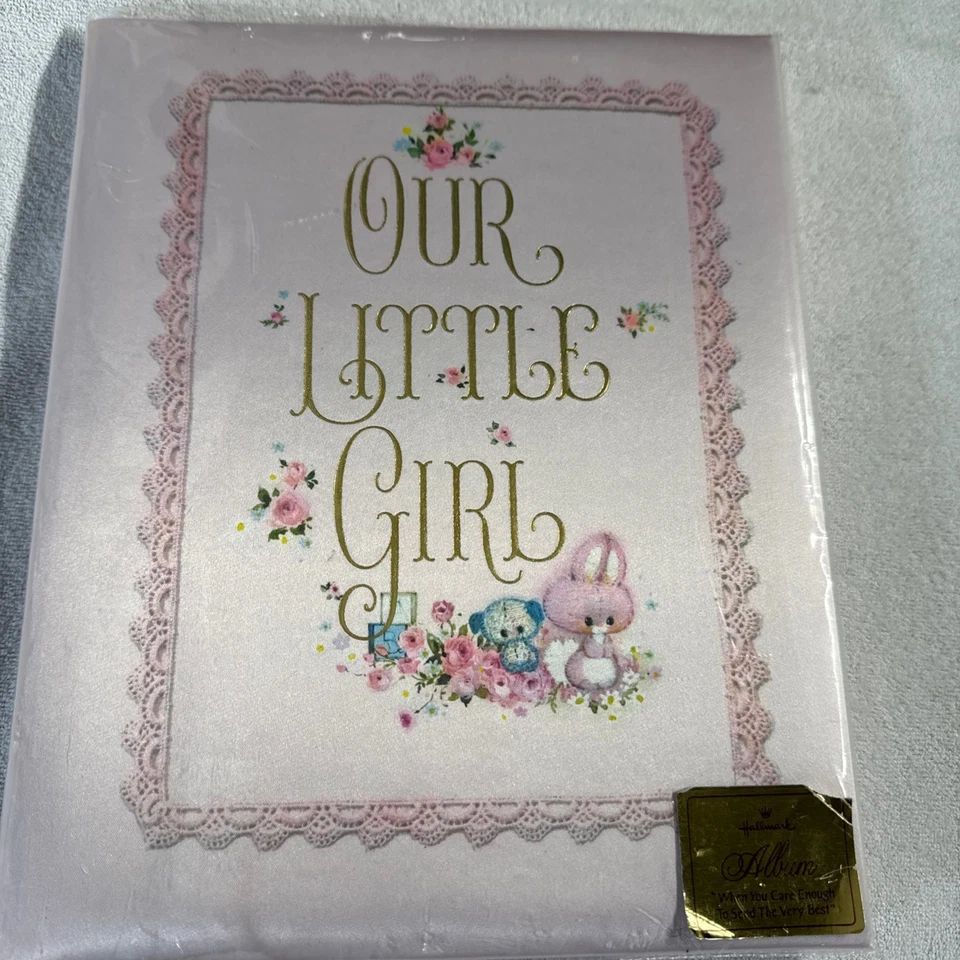 OUR
LITTLE
GIRL
Hallmark
Album
"When You Care Enough
To Send The Very Best"